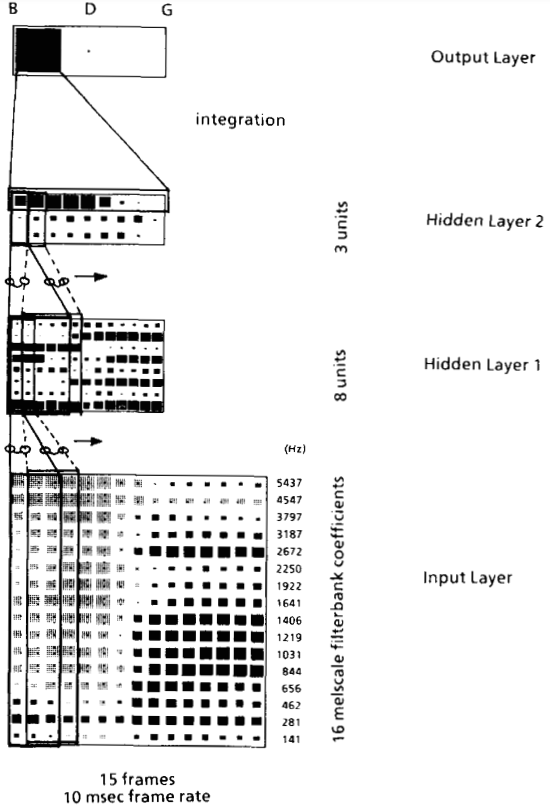 B D G
Output Layer
integration
3 units
Hidden Layer 2
8 units
Hidden Layer 1
(Hz)
5437
4547
3797
3187
2672
2250
1922
1641
1406
1219
1031
844
656
462
281
141
16 melscale filterbank coefficients
Input Layer
15 frames
10 msec frame rate